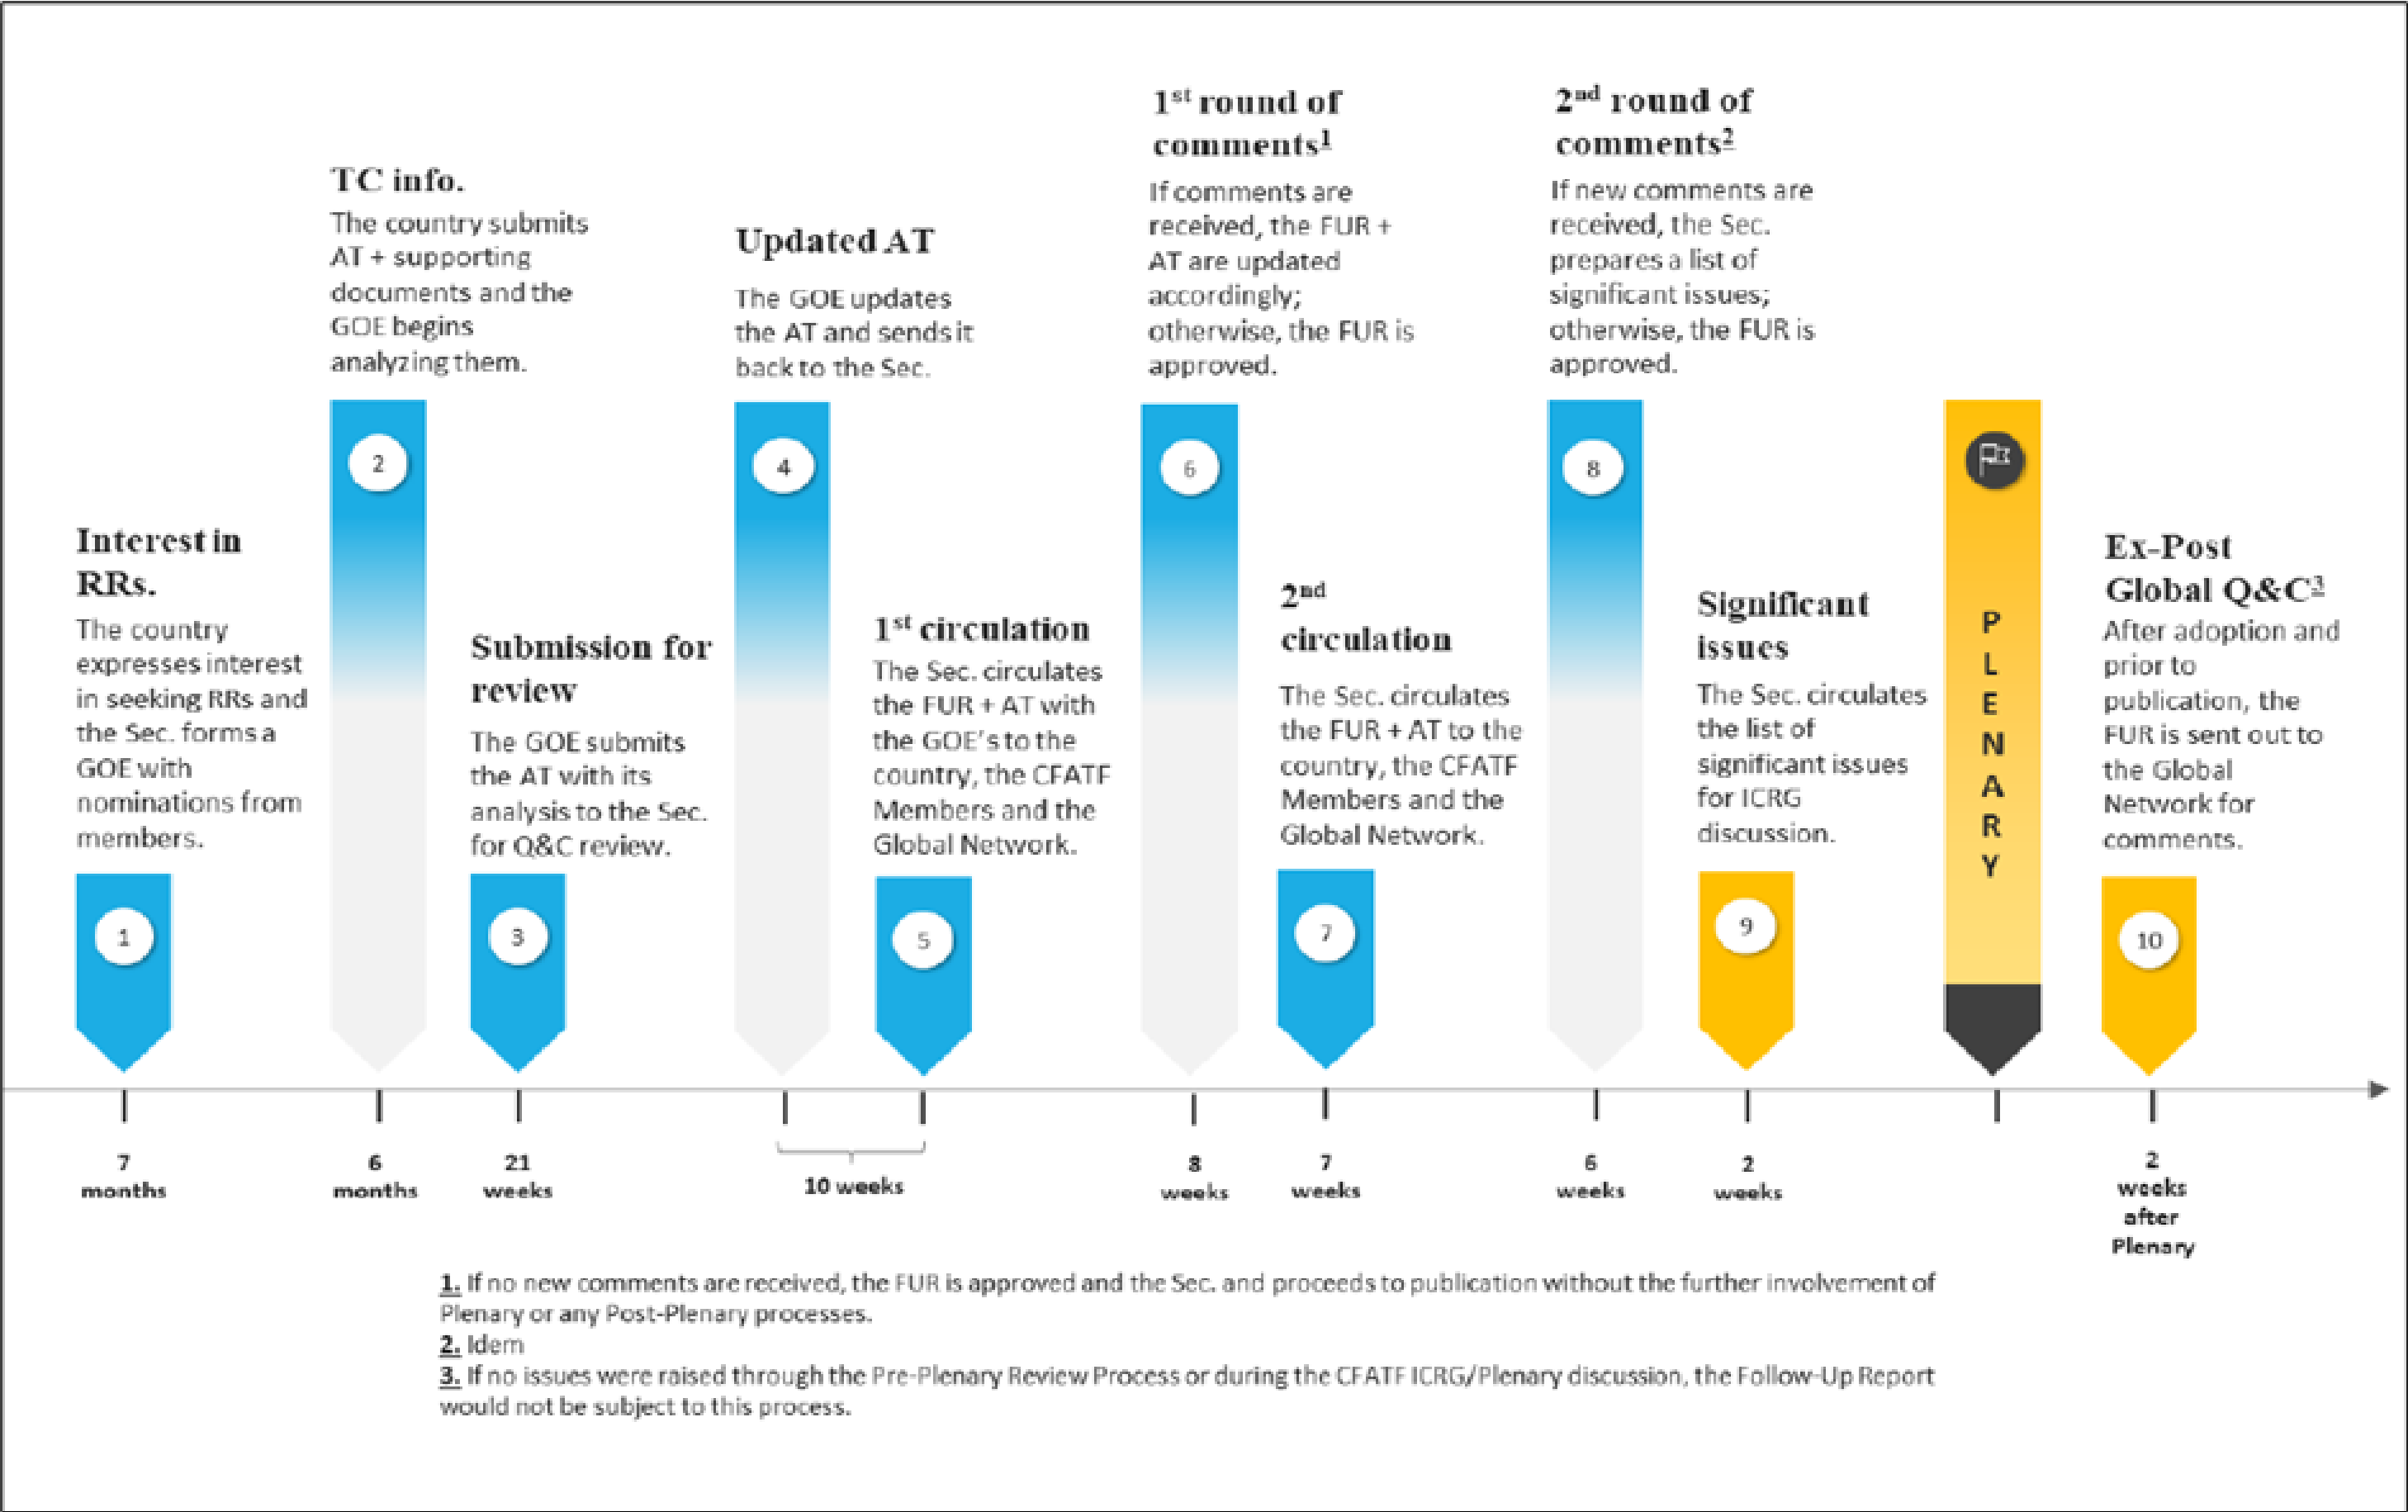 Interest in
RRs.
The country
expresses interest
in seeking RRs and
the Sec. forms a
GOE with
nominations from
members.
1
7
months
TC info.
The country submits
AT + supporting
documents and the
GOE begins
analyzing them.
2
6
months
Submission for
review
The GOE submits
the AT with its
analysis to the Sec.
for Q&C review.
3
21
weeks
Updated AT
The GOE updates
the AT and sends it
back to the Sec.
4
1st circulation
The Sec. circulates
the FUR + AT with
the GOE's to the
country, the CFATF
Members and the
Global Network.
5
10 weeks
1st round of
comments1
If comments are
received, the FUR +
AT are updated
accordingly;
otherwise, the FUR is
approved.
6
8
weeks
2nd
circulation
The Sec. circulates
the FUR + AT to the
country, the CFATF
Members and the
Global Network.
7
7
weeks
2nd round of
comments2
If new comments are
received, the Sec.
prepares a list of
significant issues;
otherwise, the FUR is
approved.
8
6
weeks
Significant
issues
The Sec. circulates
the list of
significant issues
for ICRG
discussion.
9
2
weeks
P
L
E
N
A
R
Y
Ex-Post
Global Q&C3
After adoption and
prior to
publication, the
FUR is sent out to
the Global
Network for
comments.
10
2
weeks
after
Plenary
1. If no new comments are received, the FUR is approved and the Sec. and proceeds to publication without the further involvement of
Plenary or any Post-Plenary processes.
2. Idem
3. If no issues were raised through the Pre-Plenary Review Process or during the CFATF ICRG/Plenary discussion, the Follow-Up Report
would not be subject to this process.